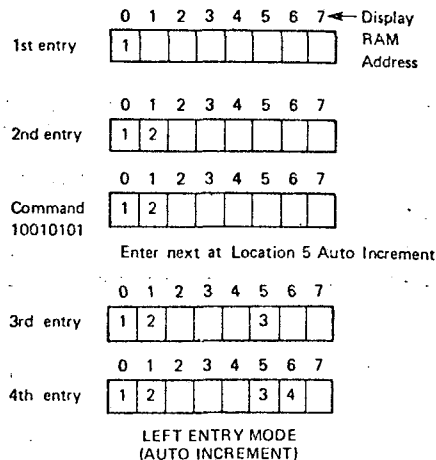 0 1 2 3 4 5 6 7 Display
1st entry 1 RAM
Address
0 1 2 3 4 5 6 7
2nd entry 1 2
0 1 2 3 4 5 6 7
Command 1 2
10010101
Enter next at Location 5 Auto Increment
0 1 2 3 4 5 6 7
3rd entry 1 2 3
0 1 2 3 4 5 6 7
4th entry 1 2 3 4
LEFT ENTRY MODE
(AUTO INCREMENT)